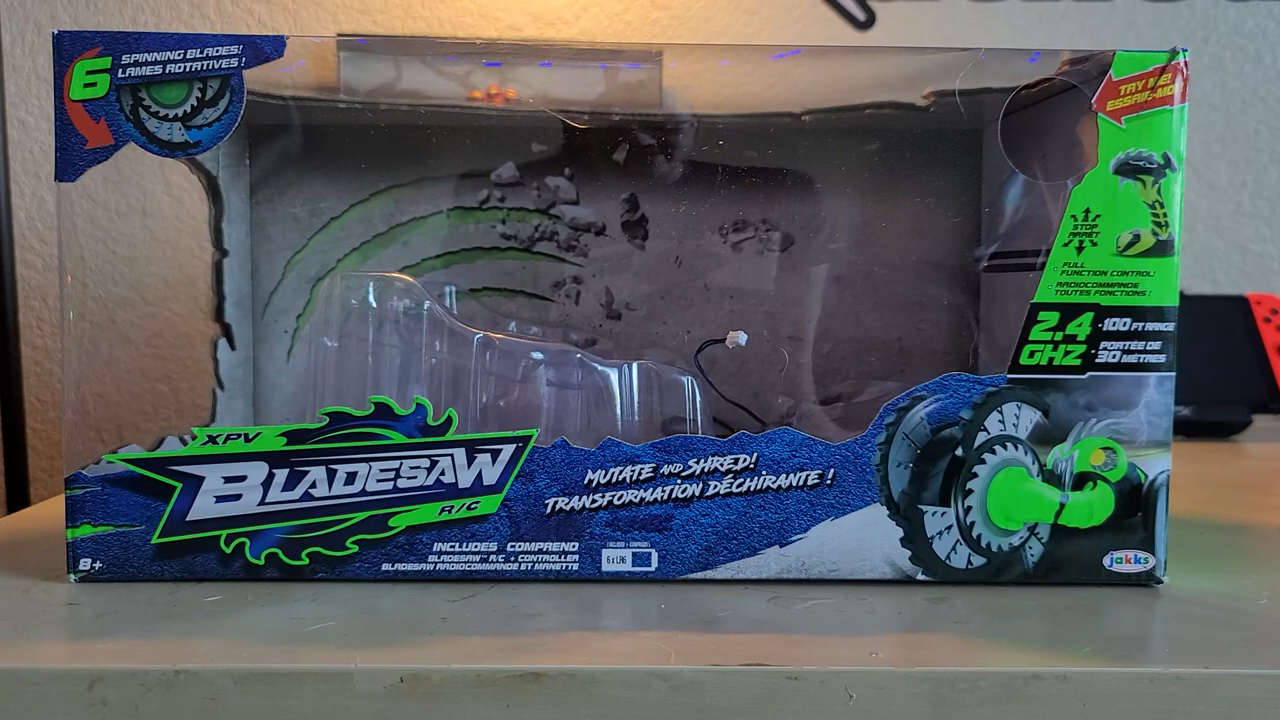 6 SPINNING BLADES!
LAMES ROTATIVES !
TRY ME!
ESSAIE-MOI
STOP
ARRÊT
· FULL
FUNCTION CONTROL!
· RADIOCOMMANDE
TOUTES FONCTIONS !
2.4
GHZ
·100 FT RANGE
·PORTÉE DE
30 MÈTRES
XPV
BLADESAW
R/C
MUTATE AND SHRED!
TRANSFORMATION DÉCHIRANTE !
8+
INCLUDES COMPREND
BLADESAW™ R/C + CONTROLLER
BLADESAW RADIOCOMMANDÉ ET MANETTE
6 x LR6
jakks